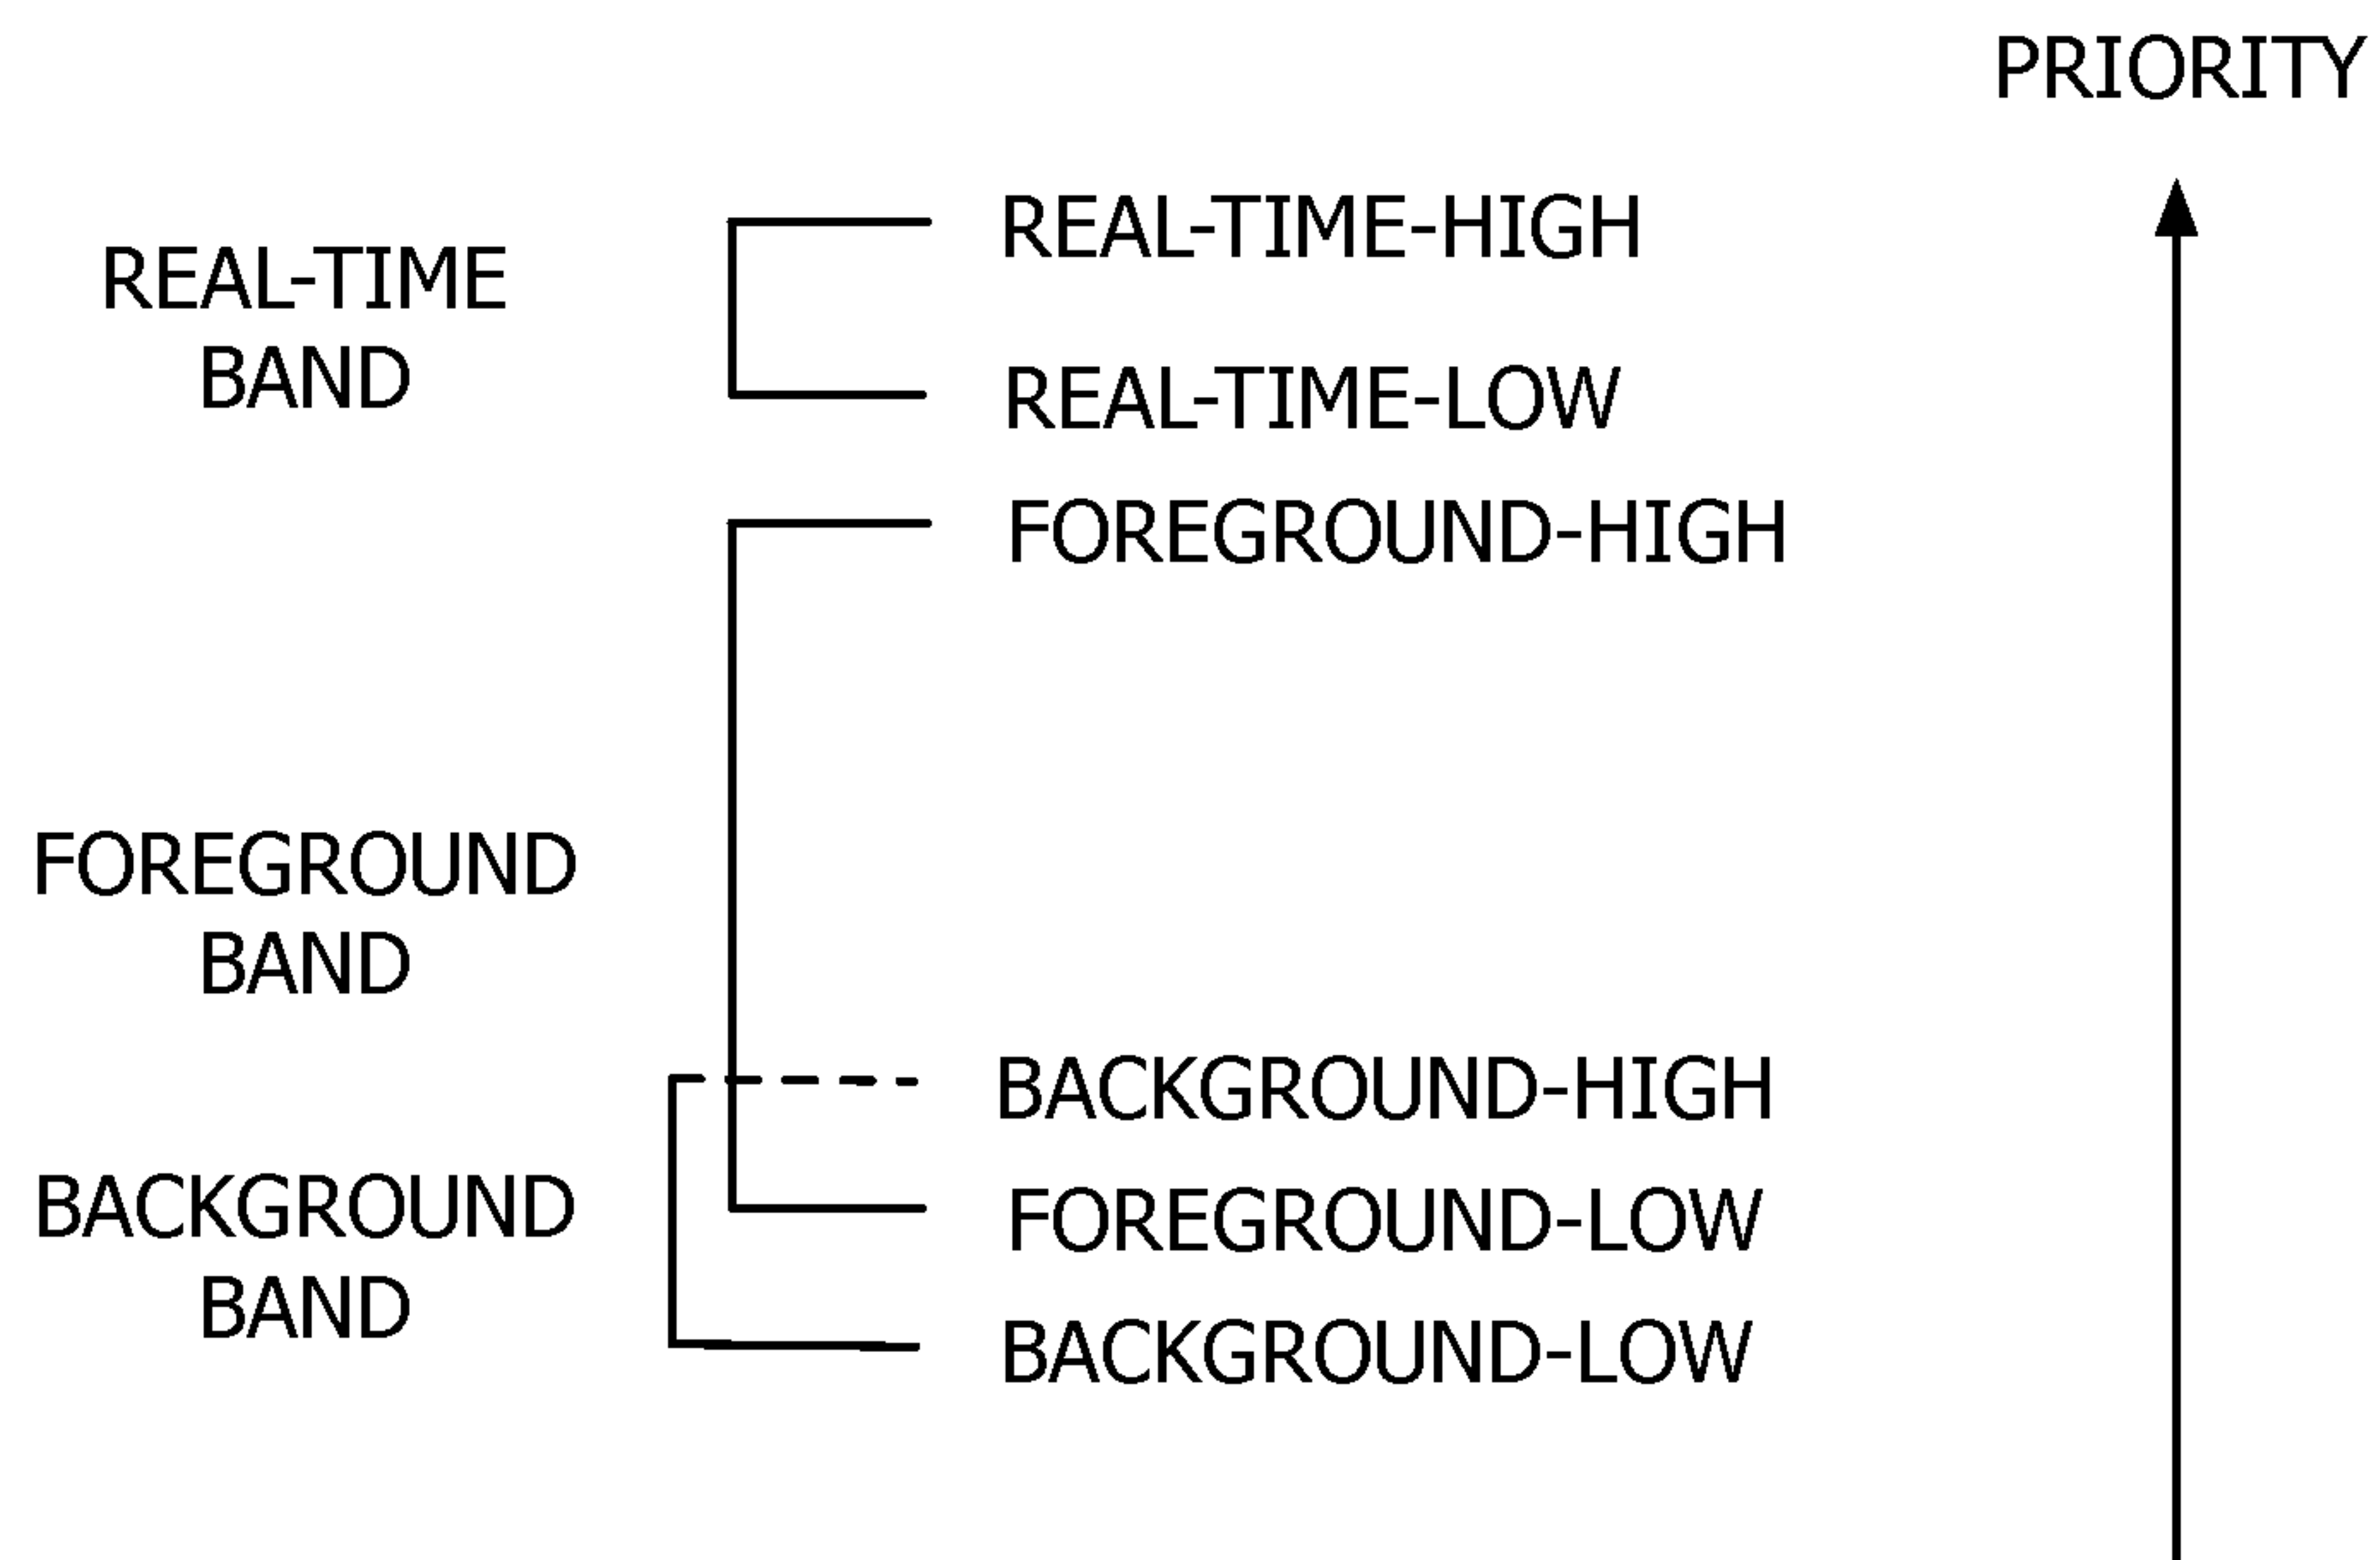 PRIORITY
REAL-TIME-HIGH
REAL-TIME
BAND
REAL-TIME-LOW
FOREGROUND-HIGH
FOREGROUND
BAND
BACKGROUND-HIGH
BACKGROUND
BAND
FOREGROUND-LOW
BACKGROUND-LOW